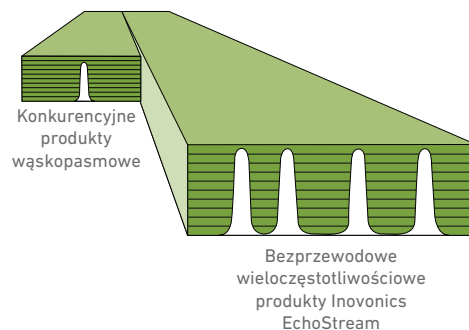 Konkurencyjne
produkty
wąskopasmowe
Bezprzewodowe
wieloczęstotliwościowe
produkty Inovonics
EchoStream